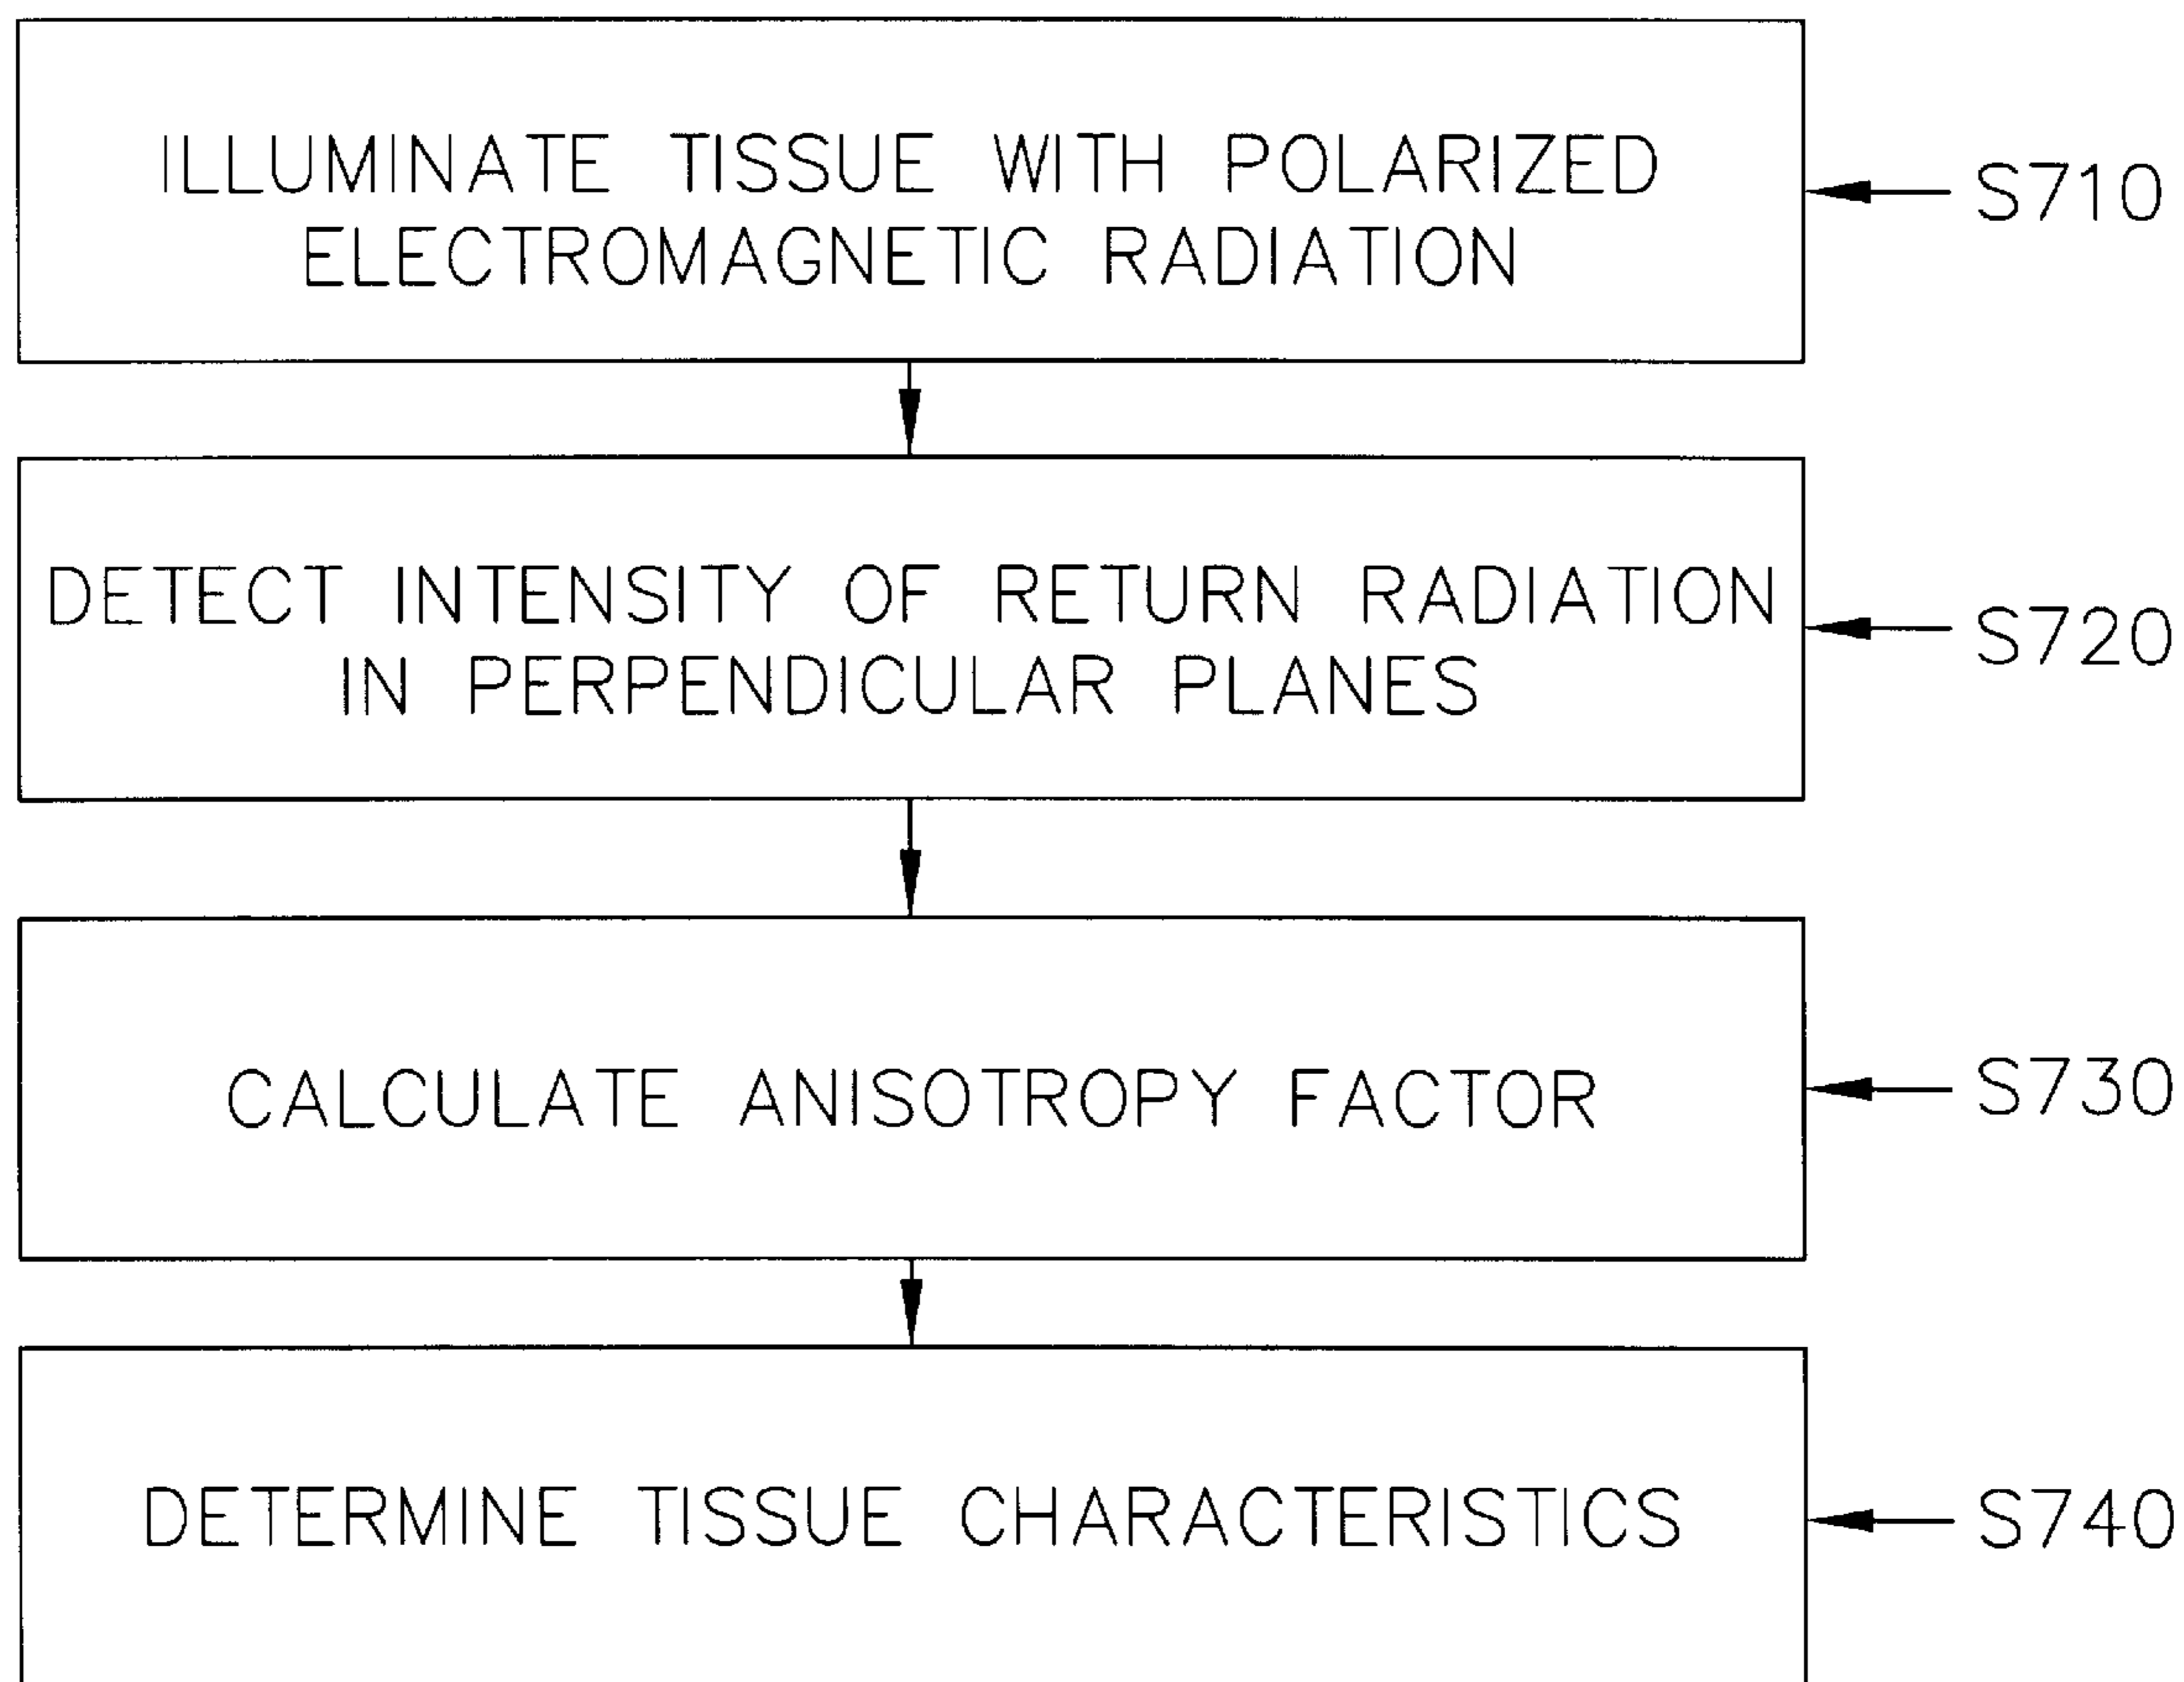 ILLUMINATE TISSUE WITH POLARIZED
ELECTROMAGNETIC RADIATION
S710
DETECT INTENSITY OF RETURN RADIATION
IN PERPENDICULAR PLANES
S720
CALCULATE ANISOTROPY FACTOR
S730
DETERMINE TISSUE CHARACTERISTICS
S740